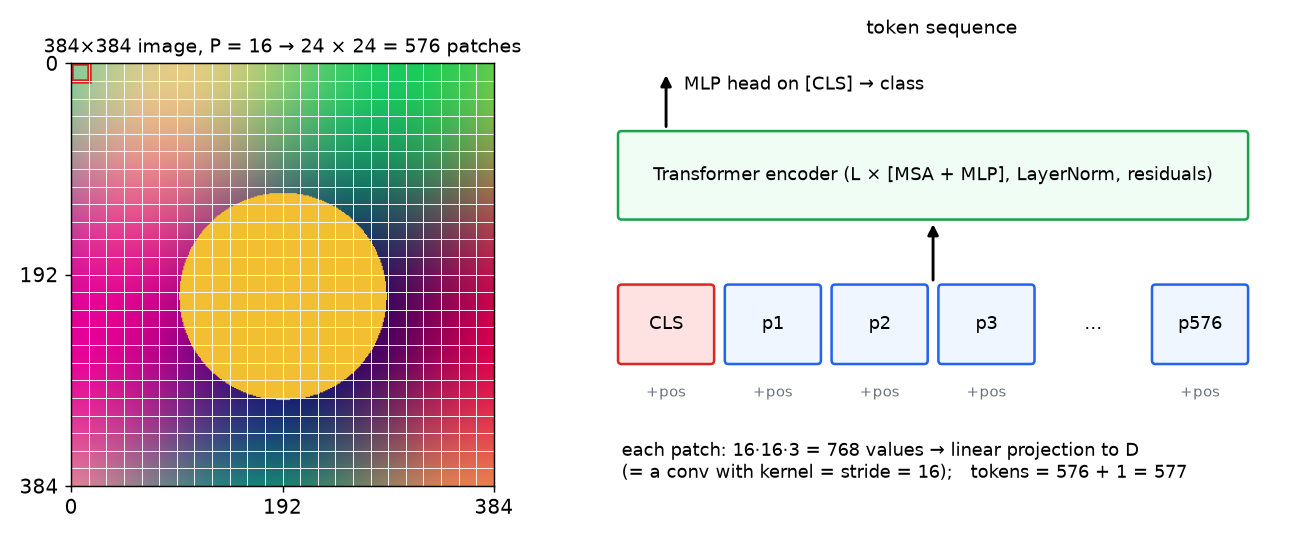 384×384 image, P = 16 → 24 × 24 = 576 patches
0
192
384
0 192 384
token sequence
MLP head on [CLS] → class
Transformer encoder (L × [MSA + MLP], LayerNorm, residuals)
CLS p1 p2 p3 ... p576
+pos +pos +pos +pos +pos
each patch: 16·16·3 = 768 values → linear projection to D
(= a conv with kernel = stride = 16); tokens = 576 + 1 = 577